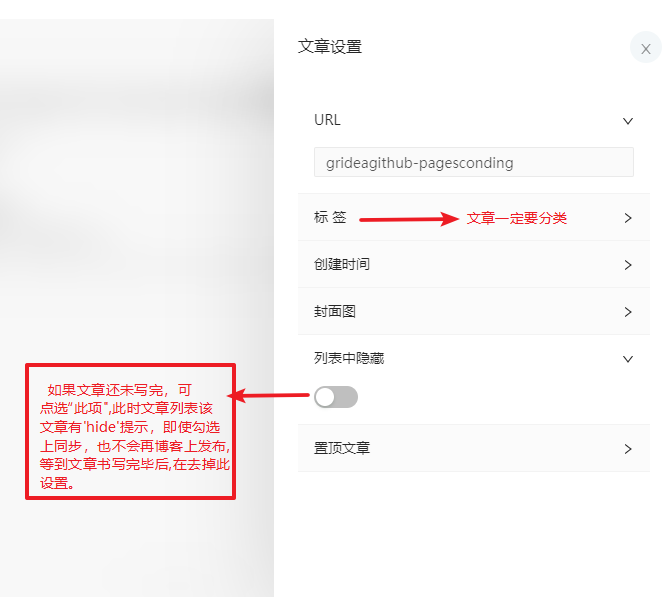 文章设置
X
URL
grideagithub-pagesconding
标 签
文章一定要分类
创建时间
封面图
列表中隐藏
如果文章还未写完，可
点选“此项",此时文章列表该
文章有'hide'提示，即使勾选
上同步，也不会再博客上发布,
等到文章书写完毕后,在去掉此
设置。
置顶文章